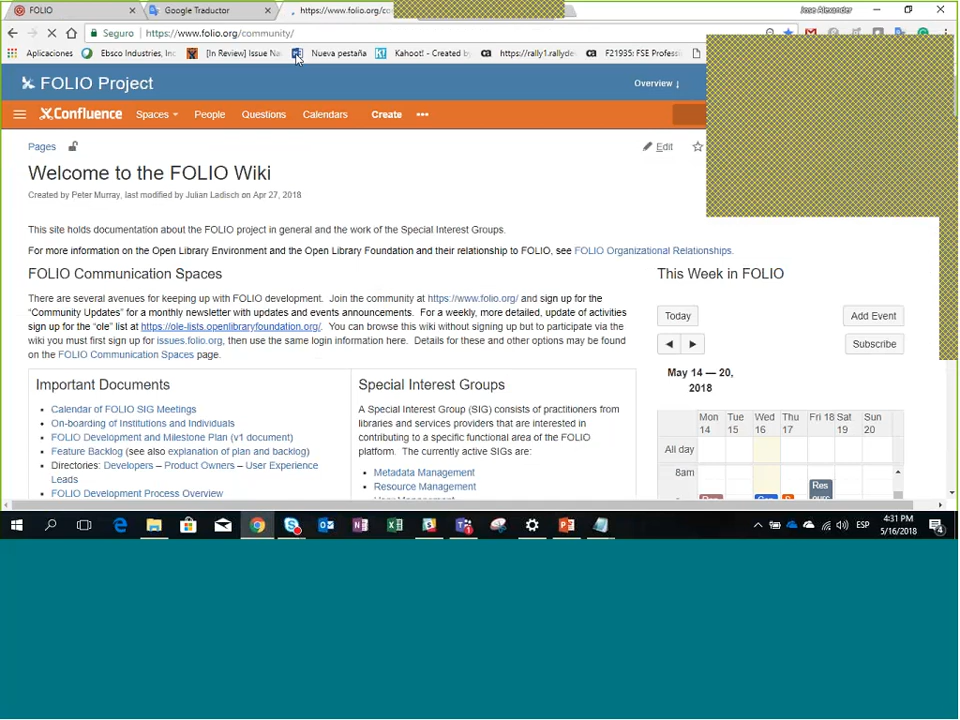 FOLIO
Google Traductor
https://www.folio.org/co
Jose Alexander
Seguro
https://www.folio.org/community/
Aplicaciones
Ebsco Industries, Inc
[In Review] Issue Na
Nueva pestaña
Kahoot! - Created b
https://rally1.rallyde
F21935: FSE Profess
FOLIO Project
Overview ↓
Confluence
Spaces
People
Questions
Calendars
Create
•••
Pages
Edit
Welcome to the FOLIO Wiki
Created by Peter Murray, last modified by Julian Ladisch on Apr 27, 2018
This site holds documentation about the FOLIO project in general and the work of the Special Interest Groups.
For more information on the Open Library Environment and the Open Library Foundation and their relationship to FOLIO, see FOLIO Organizational Relationships.
FOLIO Communication Spaces
There are several avenues for keeping up with FOLIO development. Join the community at https://www.folio.org/ and sign up for the
"Community Updates" for a monthly newsletter with updates and events announcements. For a weekly, more detailed, update of activities
sign up for the "ole" list at https://ole-lists.openlibraryfoundation.org/. You can browse this wiki without signing up but to participate via the
wiki you must first sign up for issues.folio.org, then use the same login information here. Details for these and other options may be found
on the FOLIO Communication Spaces page.
This Week in FOLIO
Today
Add Event
Subscribe
May 14 — 20,
2018
Mon 14
Tue 15
Wed 16
Thu 17
Fri 18
Sat 19
Sun 20
All day
8am
Res
ourc
Important Documents
• Calendar of FOLIO SIG Meetings
• On-boarding of Institutions and Individuals
• FOLIO Development and Milestone Plan (v1 document)
• Feature Backlog (see also explanation of plan and backlog)
• Directories: Developers – Product Owners - User Experience
Leads
• FOLIO Development Process Overview
Special Interest Groups
A Special Interest Group (SIG) consists of practitioners from
libraries and services providers that are interested in
contributing to a specific functional area of the FOLIO
platform. The currently active SIGs are:
• Metadata Management
• Resource Management
ESP
4:31 PM
5/16/2018
4